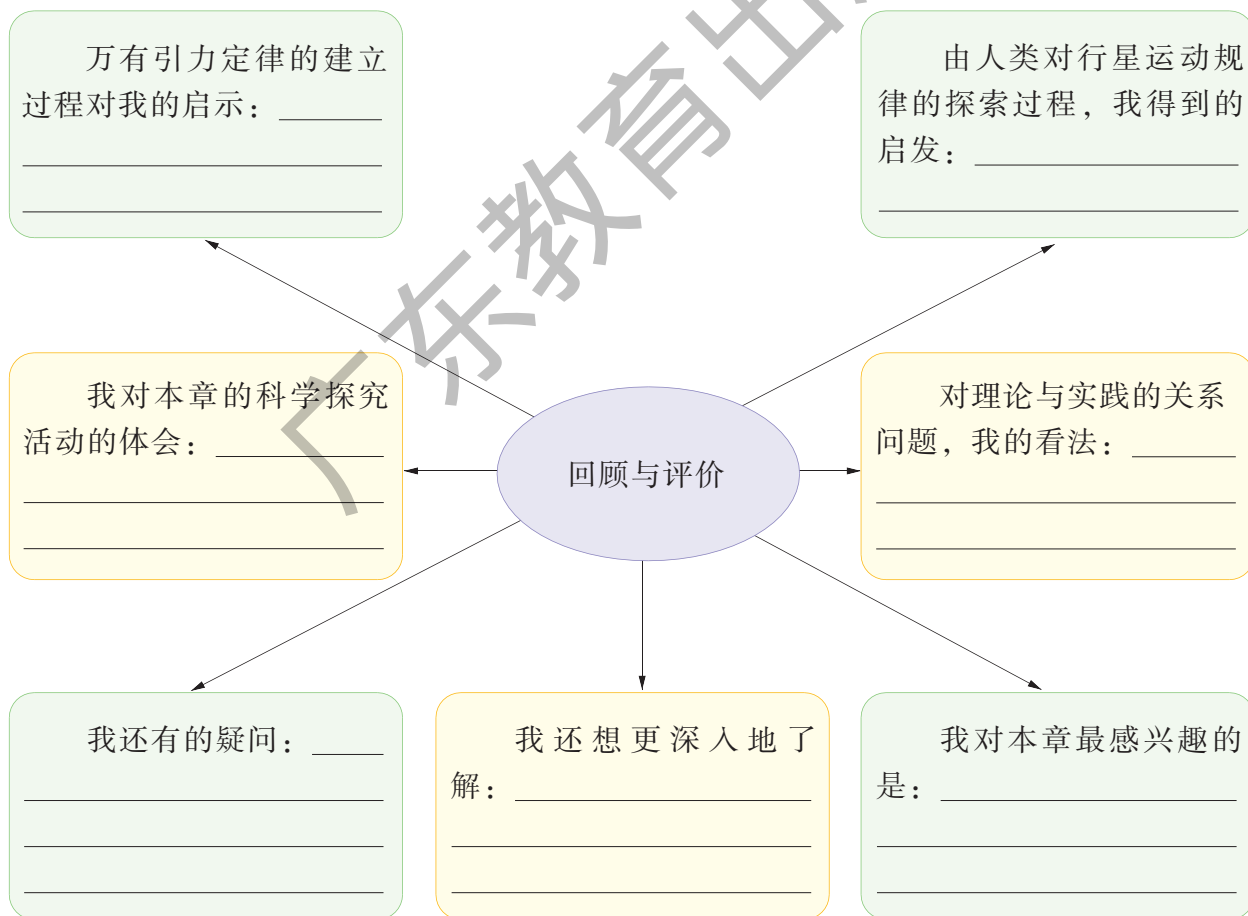 万有引力定律的建立
过程对我的启示：
由人类对行星运动规
律的探索过程，我得到的
启发：
我对本章的科学探究
活动的体会：
回顾与评价
对理论与实践的关系
问题，我的看法：
我还有的疑问：
我还想更深入地了
解：
我对本章最感兴趣的
是：
广东教育出